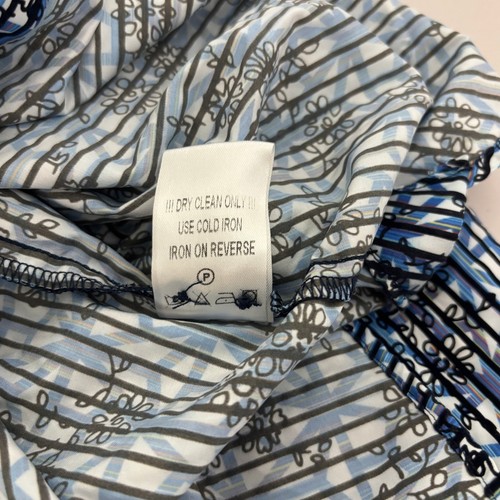 !!! DRY CLEAN ONLY !!!
USE COLD IRON
IRON ON REVERSE
P